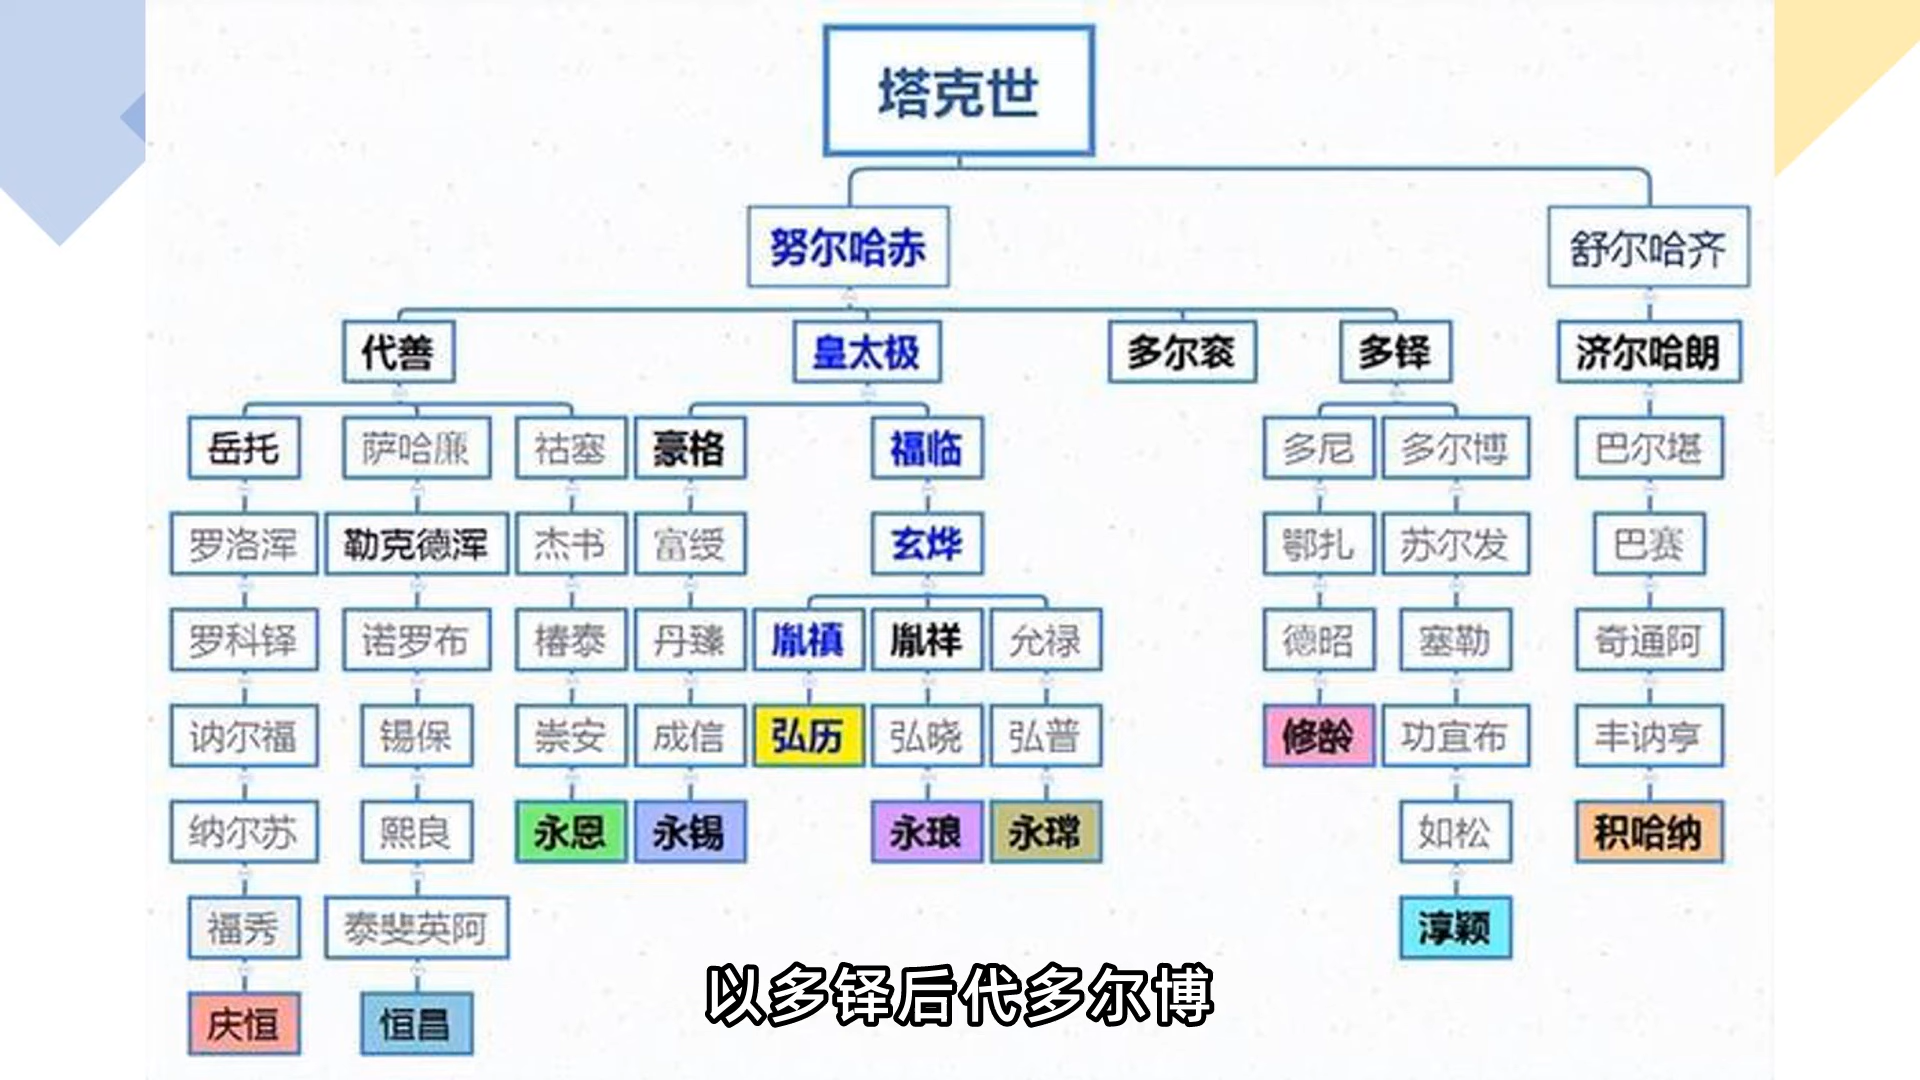 塔克世
努尔哈赤 舒尔哈齐
代善 皇太极 多尔衮 多铎 济尔哈朗
岳托 萨哈廉 祜塞 豪格 福临 多尼 多尔博 巴尔堪
罗洛浑 勒克德浑 杰书 富绶 玄烨 鄂扎 苏尔发 巴赛
罗科铎 诺罗布 椿泰 丹臻 胤禛 胤祥 允禄 德昭 塞勒 奇通阿
讷尔福 锡保 崇安 成信 弘历 弘晓 弘普 修龄 功宜布 丰讷亨
纳尔苏 熙良 永恩 永锡 永琅 永瑺 如松 积哈纳
福秀 泰斐英阿 淳颖
庆恒 恒昌
以多铎后代多尔博